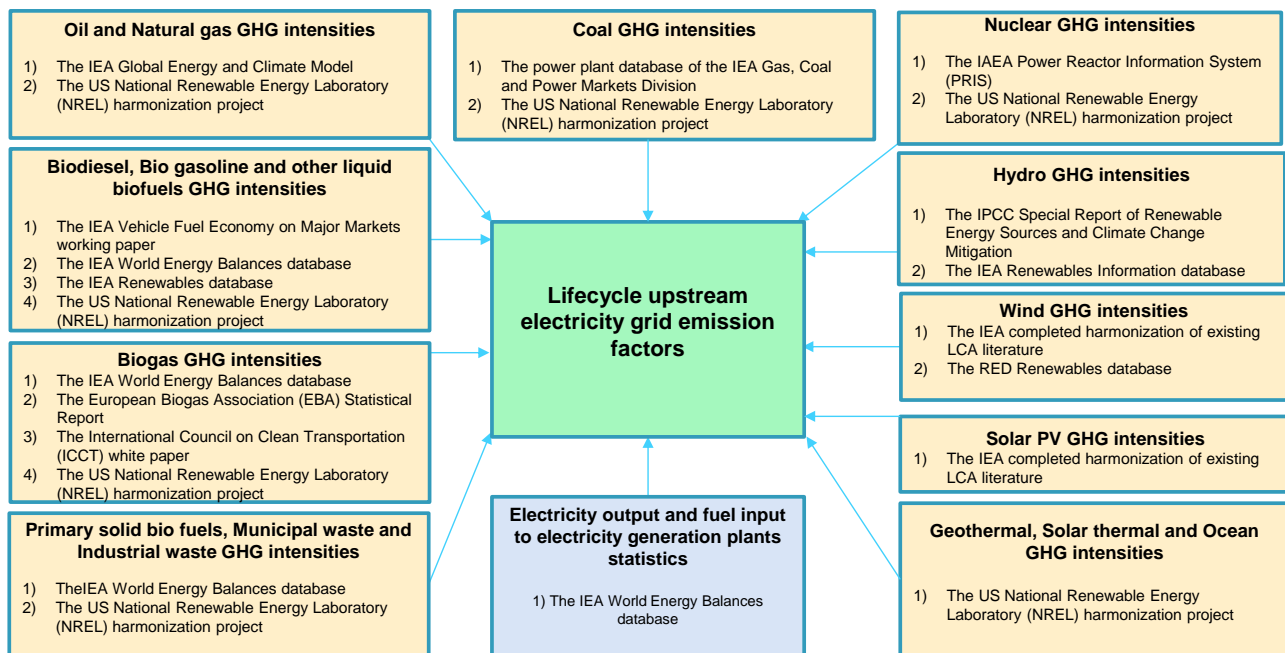 Oil and Natural gas GHG intensities
1) The IEA Global Energy and Climate Model
2) The US National Renewable Energy Laboratory
(NREL) harmonization project
Coal GHG intensities
1) The power plant database of the IEA Gas, Coal
and Power Markets Division
2) The US National Renewable Energy Laboratory
(NREL) harmonization project
Nuclear GHG intensities
1) The IAEA Power Reactor Information System
(PRIS)
2) The US National Renewable Energy
Laboratory (NREL) harmonization project
Biodiesel, Bio gasoline and other liquid
biofuels GHG intensities
1) The IEA Vehicle Fuel Economy on Major Markets
working paper
2) The IEA World Energy Balances database
3) The IEA Renewables database
4) The US National Renewable Energy Laboratory
(NREL) harmonization project
Hydro GHG intensities
1) The IPCC Special Report of Renewable
Energy Sources and Climate Change
Mitigation
2) The IEA Renewables Information database
Lifecycle upstream
electricity grid emission
factors
Wind GHG intensities
1) The IEA completed harmonization of existing
LCA literature
2) The RED Renewables database
Biogas GHG intensities
1) The IEA World Energy Balances database
2) The European Biogas Association (EBA) Statistical
Report
3) The International Council on Clean Transportation
(ICCT) white paper
4) The US National Renewable Energy Laboratory
(NREL) harmonization project
Solar PV GHG intensities
1) The IEA completed harmonization of existing
LCA literature
Primary solid bio fuels, Municipal waste and
Industrial waste GHG intensities
1) TheIEA World Energy Balances database
2) The US National Renewable Energy Laboratory
(NREL) harmonization project
Electricity output and fuel input
to electricity generation plants
statistics
1) The IEA World Energy Balances
database
Geothermal, Solar thermal and Ocean
GHG intensities
1) The US National Renewable Energy
Laboratory (NREL) harmonization project